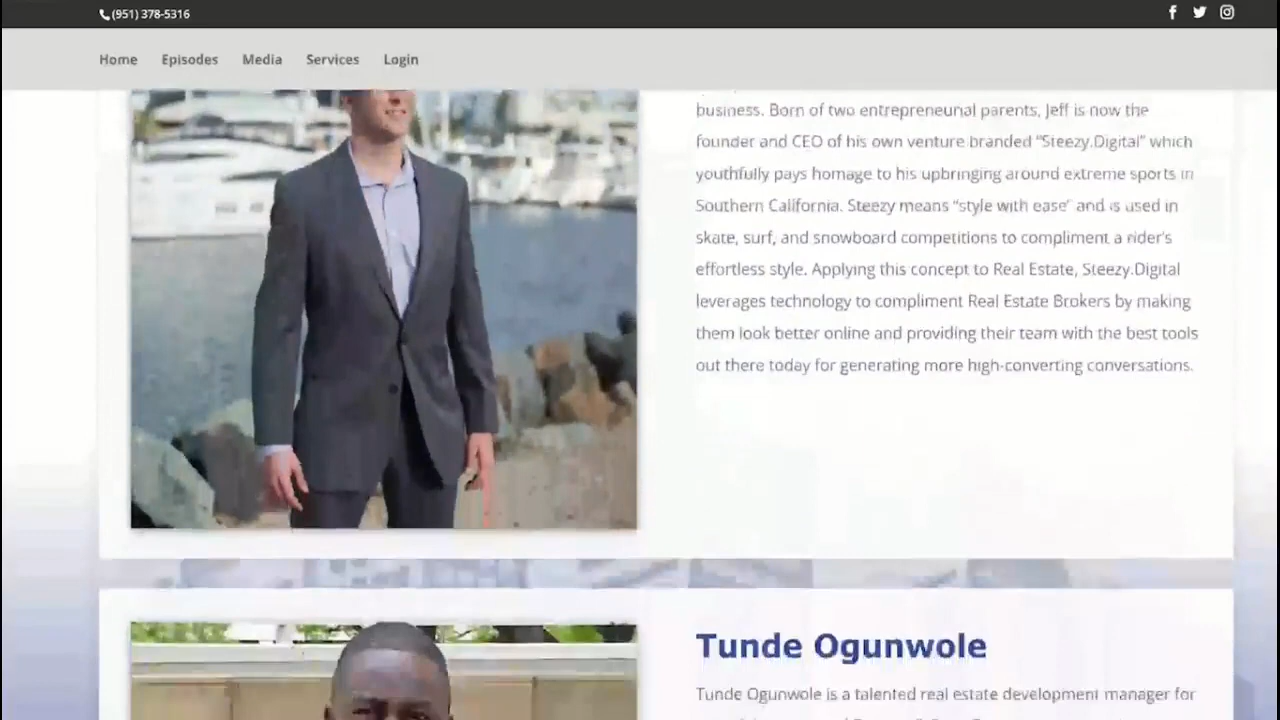 (951) 378-5316
Home Episodes Media Services Login
business. Born of two entrepreneurial parents, Jeff is now the
founder and CEO of his own venture branded “Steezy.Digital” which
youthfully pays homage to his upbringing around extreme sports in
Southern California. Steezy means “style with ease” and is used in
skate, surf, and snowboard competitions to compliment a rider's
effortless style. Applying this concept to Real Estate, Steezy.Digital
leverages technology to compliment Real Estate Brokers by making
them look better online and providing their team with the best tools
out there today for generating more high-converting conversations.
Tunde Ogunwole
Tunde Ogunwole is a talented real estate development manager for